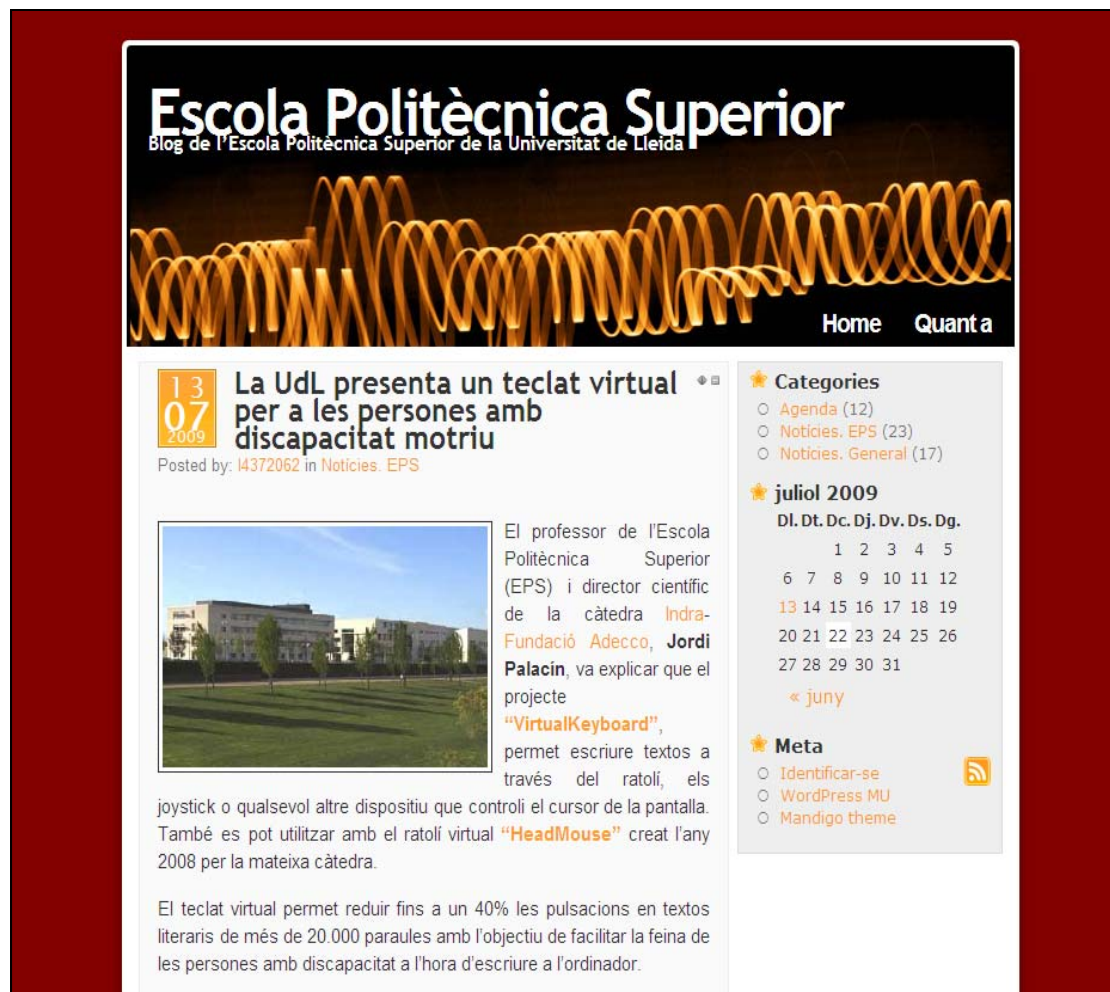 Escola Politècnica Superior
Blog de l'Escola Politècnica Superior de la Universitat de Lleida
Home Quant a
13
07
2009
La UdL presenta un teclat virtual
per a les persones amb
discapacitat motriu
Posted by: l4372062 in Notícies. EPS
El professor de l'Escola
Politècnica Superior
(EPS) i director científic
de la càtedra Indra-
Fundació Adecco, Jordi
Palacín, va explicar que el
projecte
“VirtualKeyboard”,
permet escriure textos a
través del ratolí, els
joystick o qualsevol altre dispositiu que controli el cursor de la pantalla.
També es pot utilitzar amb el ratolí virtual “HeadMouse” creat l'any
2008 per la mateixa càtedra.
El teclat virtual permet reduir fins a un 40% les pulsacions en textos
literaris de més de 20.000 paraules amb l'objectiu de facilitar la feina de
les persones amb discapacitat a l'hora d'escriure a l'ordinador.
Categories
Agenda (12)
Notícies. EPS (23)
Notícies. General (17)
juliol 2009
Dl. Dt. Dc. Dj. Dv. Ds. Dg.
1 2 3 4 5
6 7 8 9 10 11 12
13 14 15 16 17 18 19
20 21 22 23 24 25 26
27 28 29 30 31
« juny
Meta
Identificar-se
WordPress MU
Mandigo theme